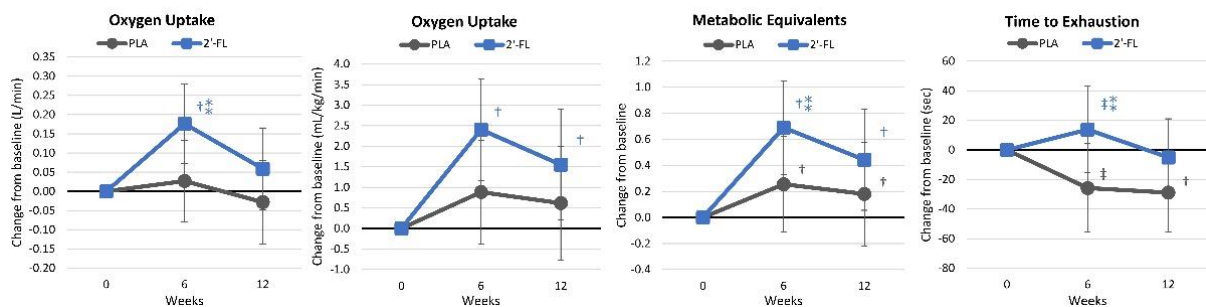 Oxygen Uptake
PLA 2'-FL
Change from baseline (L/min)
0.35
0.30
0.25
0.20
0.15
0.10
0.05
0.00
-0.05
-0.10
-0.15
-0.20
†⁑
0 6 12
Weeks
Oxygen Uptake
PLA 2'-FL
Change from baseline (mL/kg/min)
4.0
3.5
3.0
2.5
2.0
1.5
1.0
0.5
0.0
-0.5
-1.0
†
†
0 6 12
Weeks
Metabolic Equivalents
PLA 2'-FL
Change from baseline
1.2
1.0
0.8
0.6
0.4
0.2
0.0
-0.2
-0.4
†⁑
†
†
†
0 6 12
Weeks
Time to Exhaustion
PLA 2'-FL
Change from baseline (sec)
60
40
20
0
-20
-40
-60
-80
‡⁑
‡
†
0 6 12
Weeks